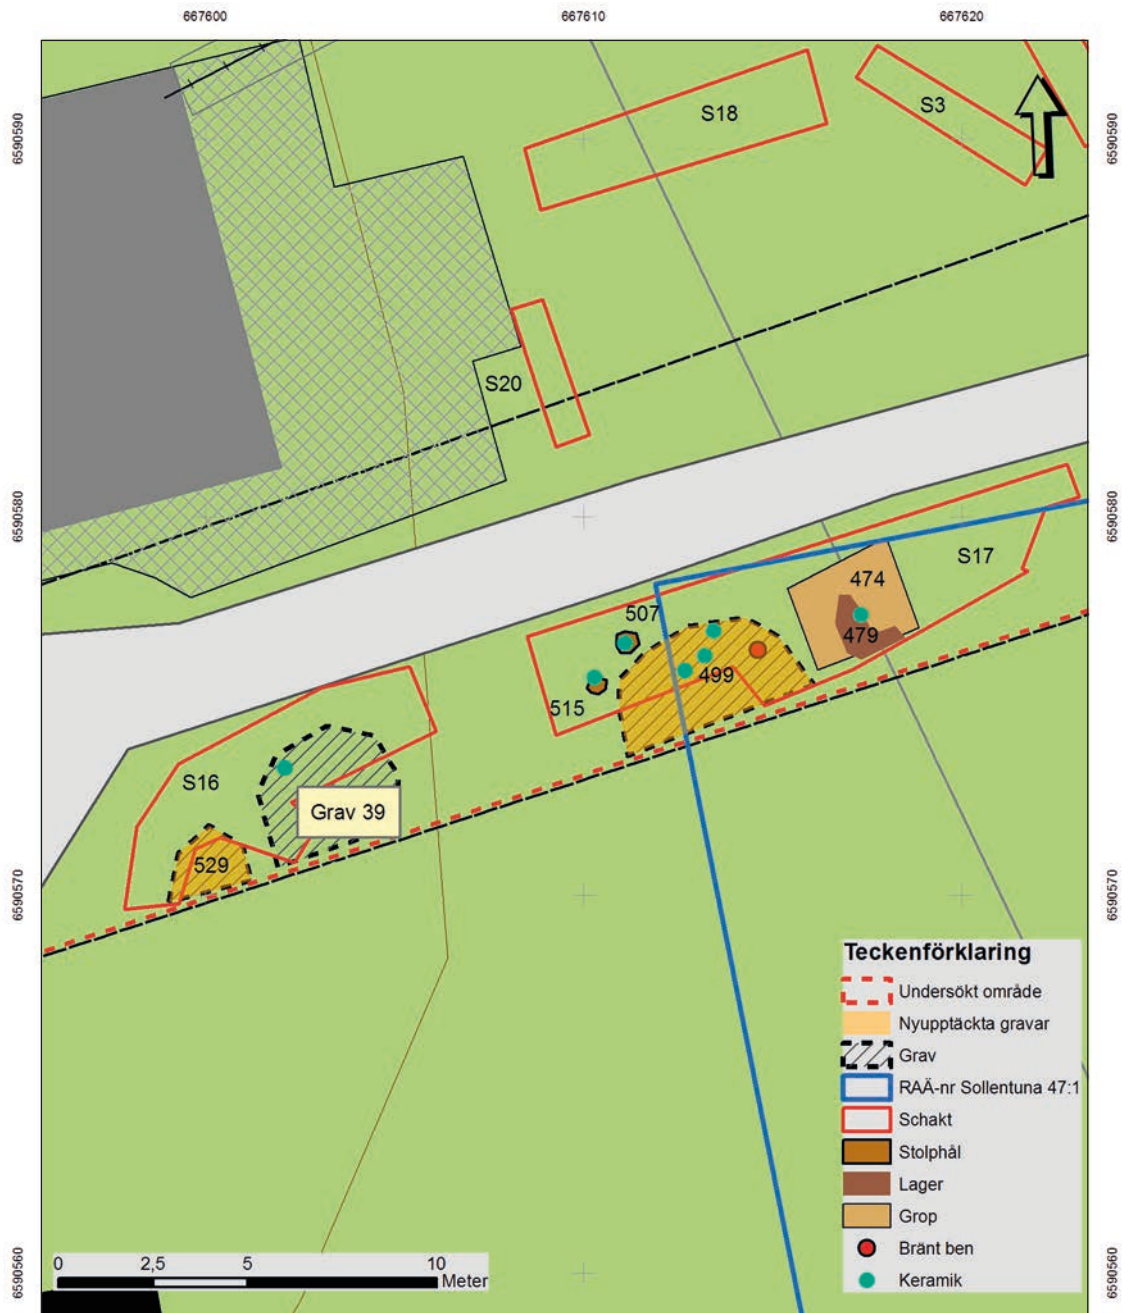 667600
667610
667620
6590590
6590590
S18
S3
S20
6590580
6590580
S17
474
507
479
499
515
S16
Grav 39
529
6590570
6590570
Teckenförklaring
Undersökt område
Nyupptäckta gravar
Grav
RAÄ-nr Sollentuna 47:1
Schakt
Stolphål
Lager
Grop
Bränt ben
Keramik
6590560
6590560
0 2,5 5 10
Meter